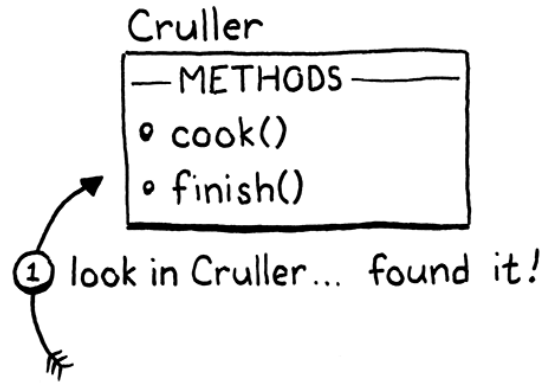 Cruller
METHODS
cook()
finish()
1 look in Cruller... found it!